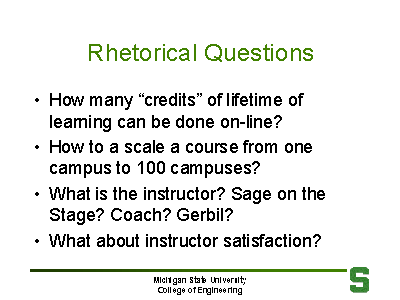 Rhetorical Questions
• How many “credits” of lifetime of
learning can be done on-line?
• How to a scale a course from one
campus to 100 campuses?
• What is the instructor? Sage on the
Stage? Coach? Gerbil?
• What about instructor satisfaction?
Michigan State University
College of Engineering
S